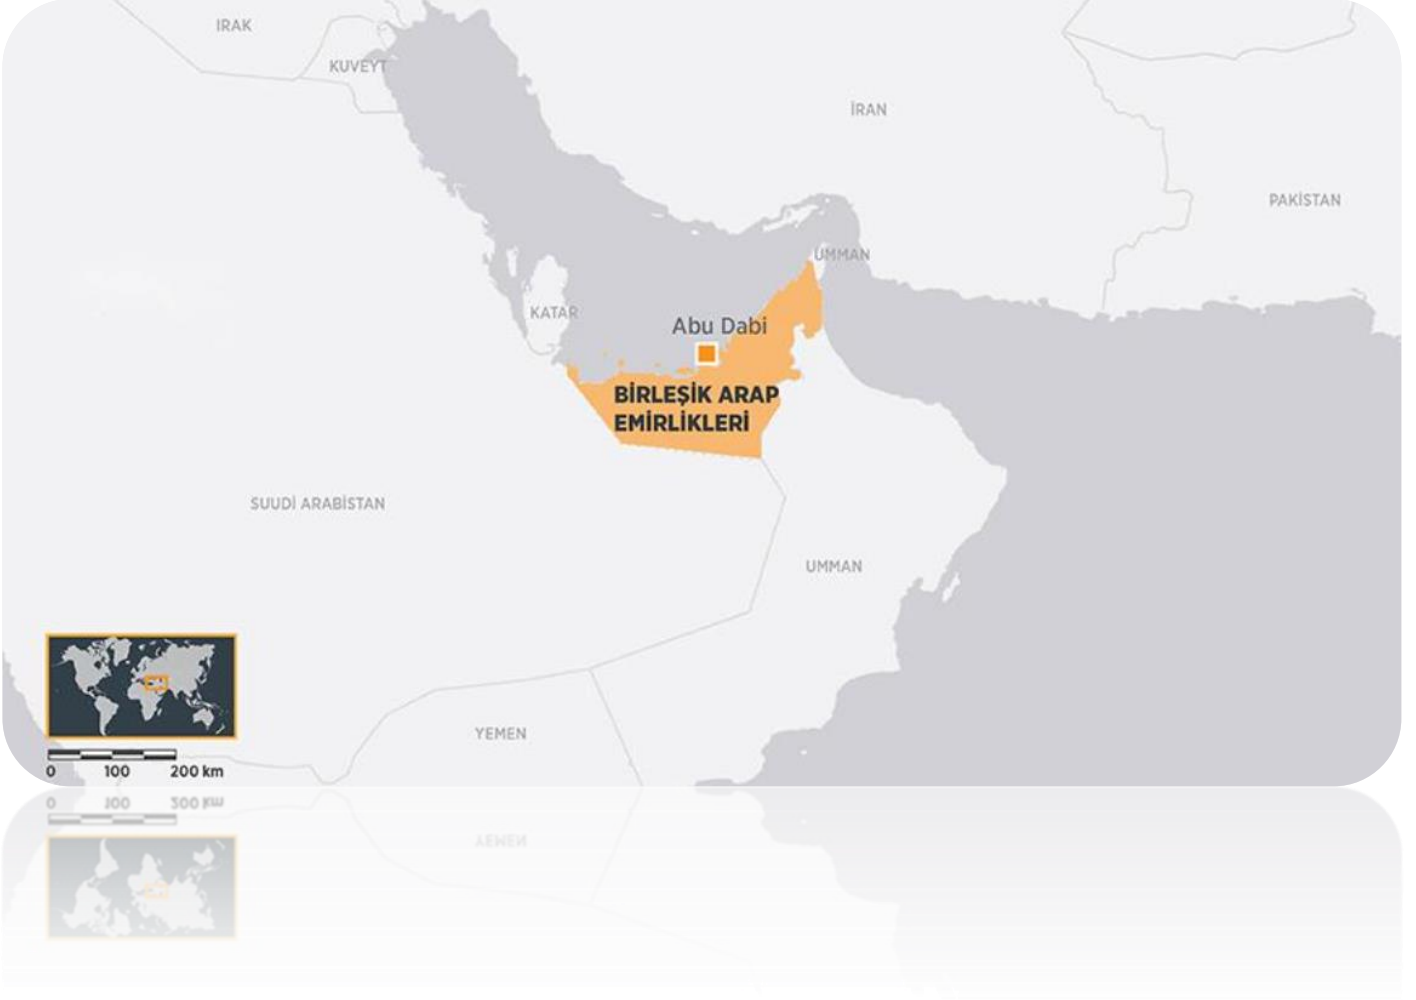 IRAK
KUVEYT
İRAN
PAKİSTAN
UMMAN
KATAR
Abu Dabi
BİRLEŞİK ARAP
EMİRLİKLERİ
SUUDİ ARABİSTAN
UMMAN
YEMEN
0 100 200 km